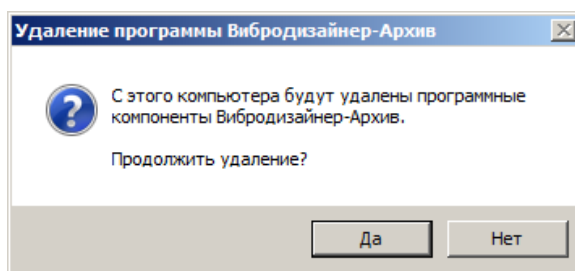 Удаление программы Вибродизайнер-Архив
С этого компьютера будут удалены программные
компоненты Вибродизайнер-Архив.
Продолжить удаление?
Да
Нет